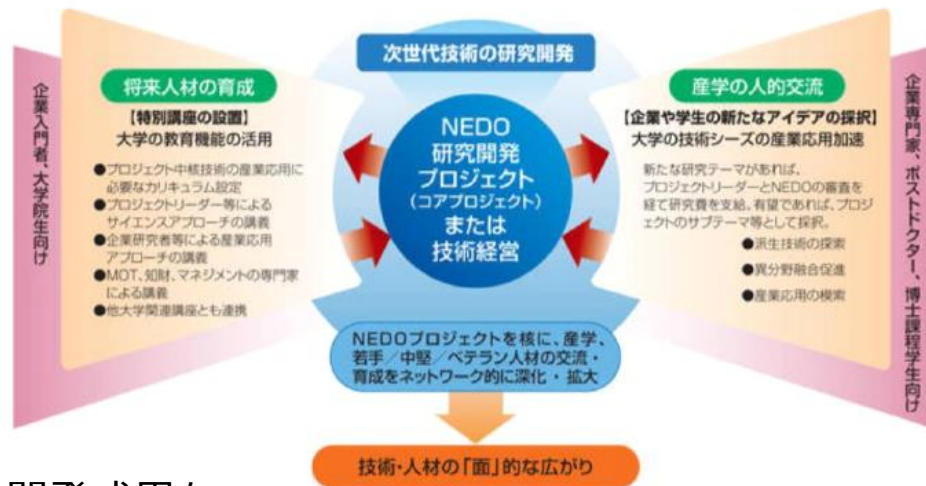 次世代技術の研究開発
企業入門者、大学院生向け
将来人材の育成
【特別講座の設置】
大学の教育機能の活用
●プロジェクト中核技術の産業応用に
必要なカリキュラム設定
●プロジェクトリーダー等による
サイエンスアプローチの講義
●企業研究者等による産業応用
アプローチの講義
●MOT、知財、マネジメントの専門家
による講義
●他大学関連講座とも連携
NEDO
研究開発
プロジェクト
(コアプロジェクト)
または
技術経営
産学の人的交流
【企業や学生の新たなアイデアの採択】
大学の技術シーズの産業応用加速
新たな研究テーマがあれば、
プロジェクトリーダーとNEDOの審査を
経て研究費を支給。有望であれば、プロジ
ェクトのサブテーマ等として採択。
●派生技術の探索
●異分野融合促進
●産業応用の模索
企業専門家、ポストドクター、博士課程学生向け
NEDOプロジェクトを核に、産学、
若手／中堅／ベテラン人材の交流・
育成をネットワーク的に深化・拡大
技術・人材の「面」的な広がり